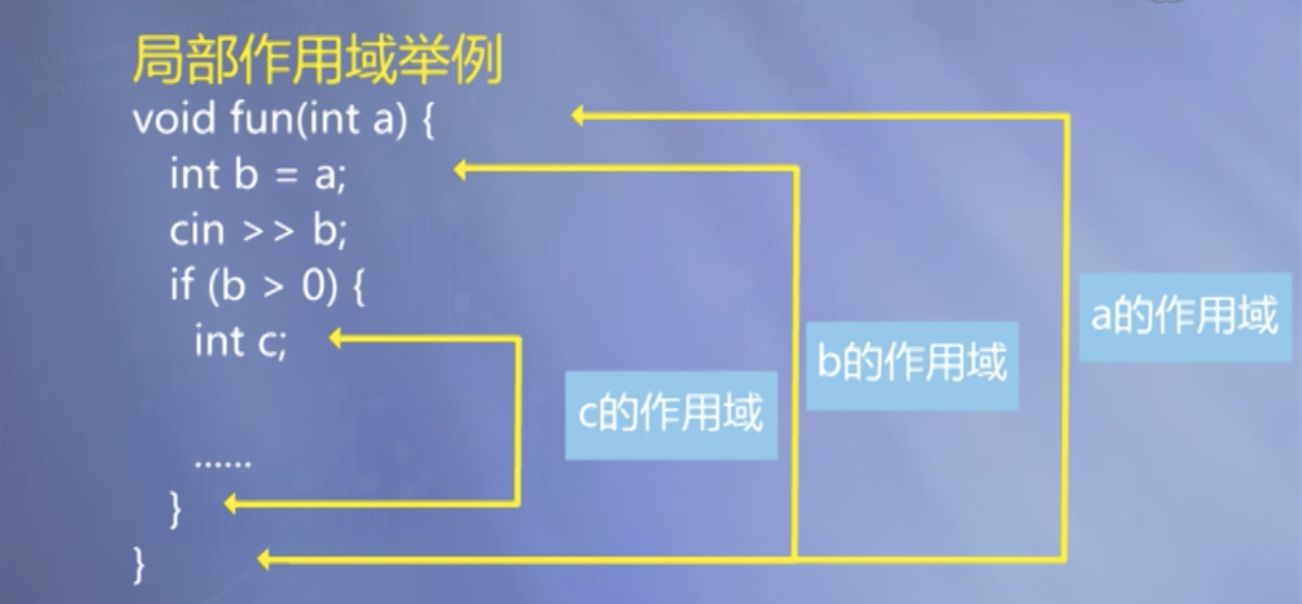 局部作用域举例
void fun(int a) {
int b = a;
cin >> b;
if (b > 0) {
int c;
......
}
}
c的作用域
b的作用域
a的作用域